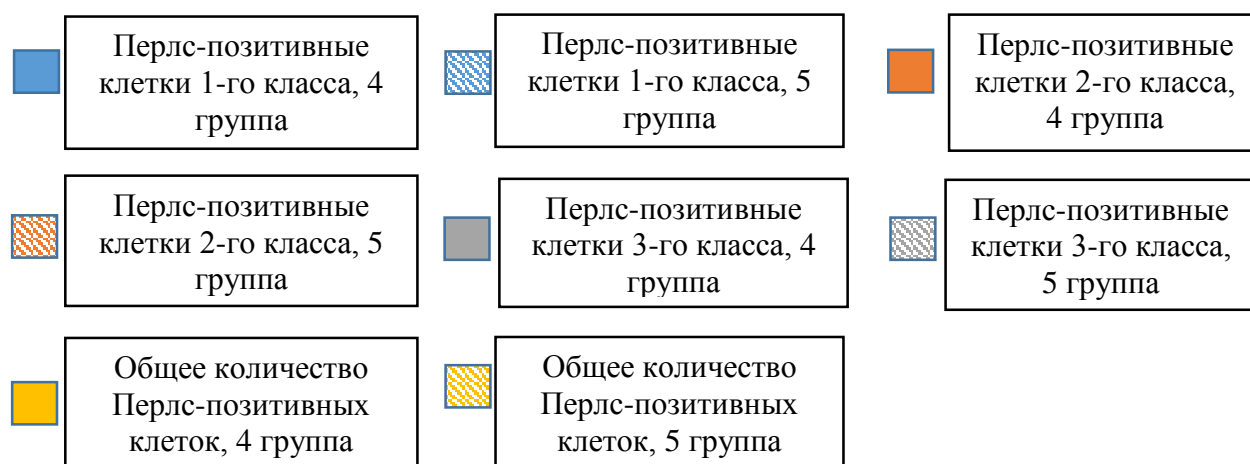 Перлс-позитивные
клетки 1-го класса, 4
группа
Перлс-позитивные
клетки 1-го класса, 5
группа
Перлс-позитивные
клетки 2-го класса,
4 группа
Перлс-позитивные
клетки 2-го класса, 5
группа
Перлс-позитивные
клетки 3-го класса, 4
группа
Перлс-позитивные
клетки 3-го класса,
5 группа
Общее количество
Перлс-позитивных
клеток, 4 группа
Общее количество
Перлс-позитивных
клеток, 5 группа